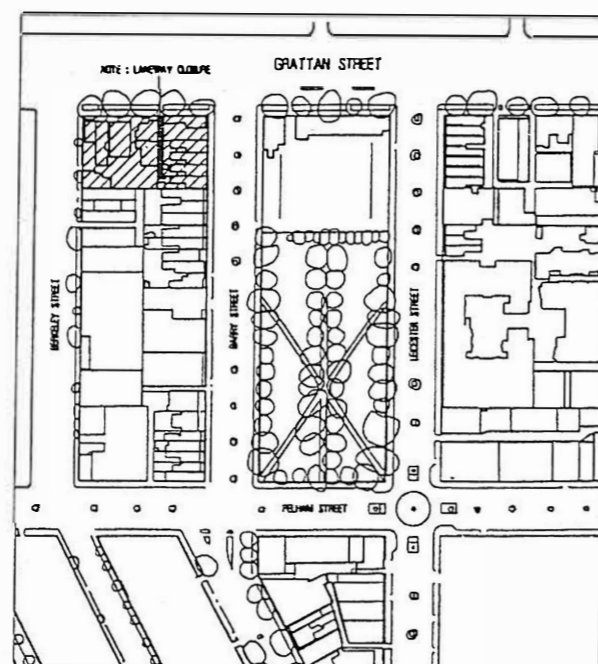 GRATTAN STREET
NOTE : LANEWAY CLOSURE
BERKELEY STREET
BARRY STREET
LEICESTER STREET
PELHAM STREET